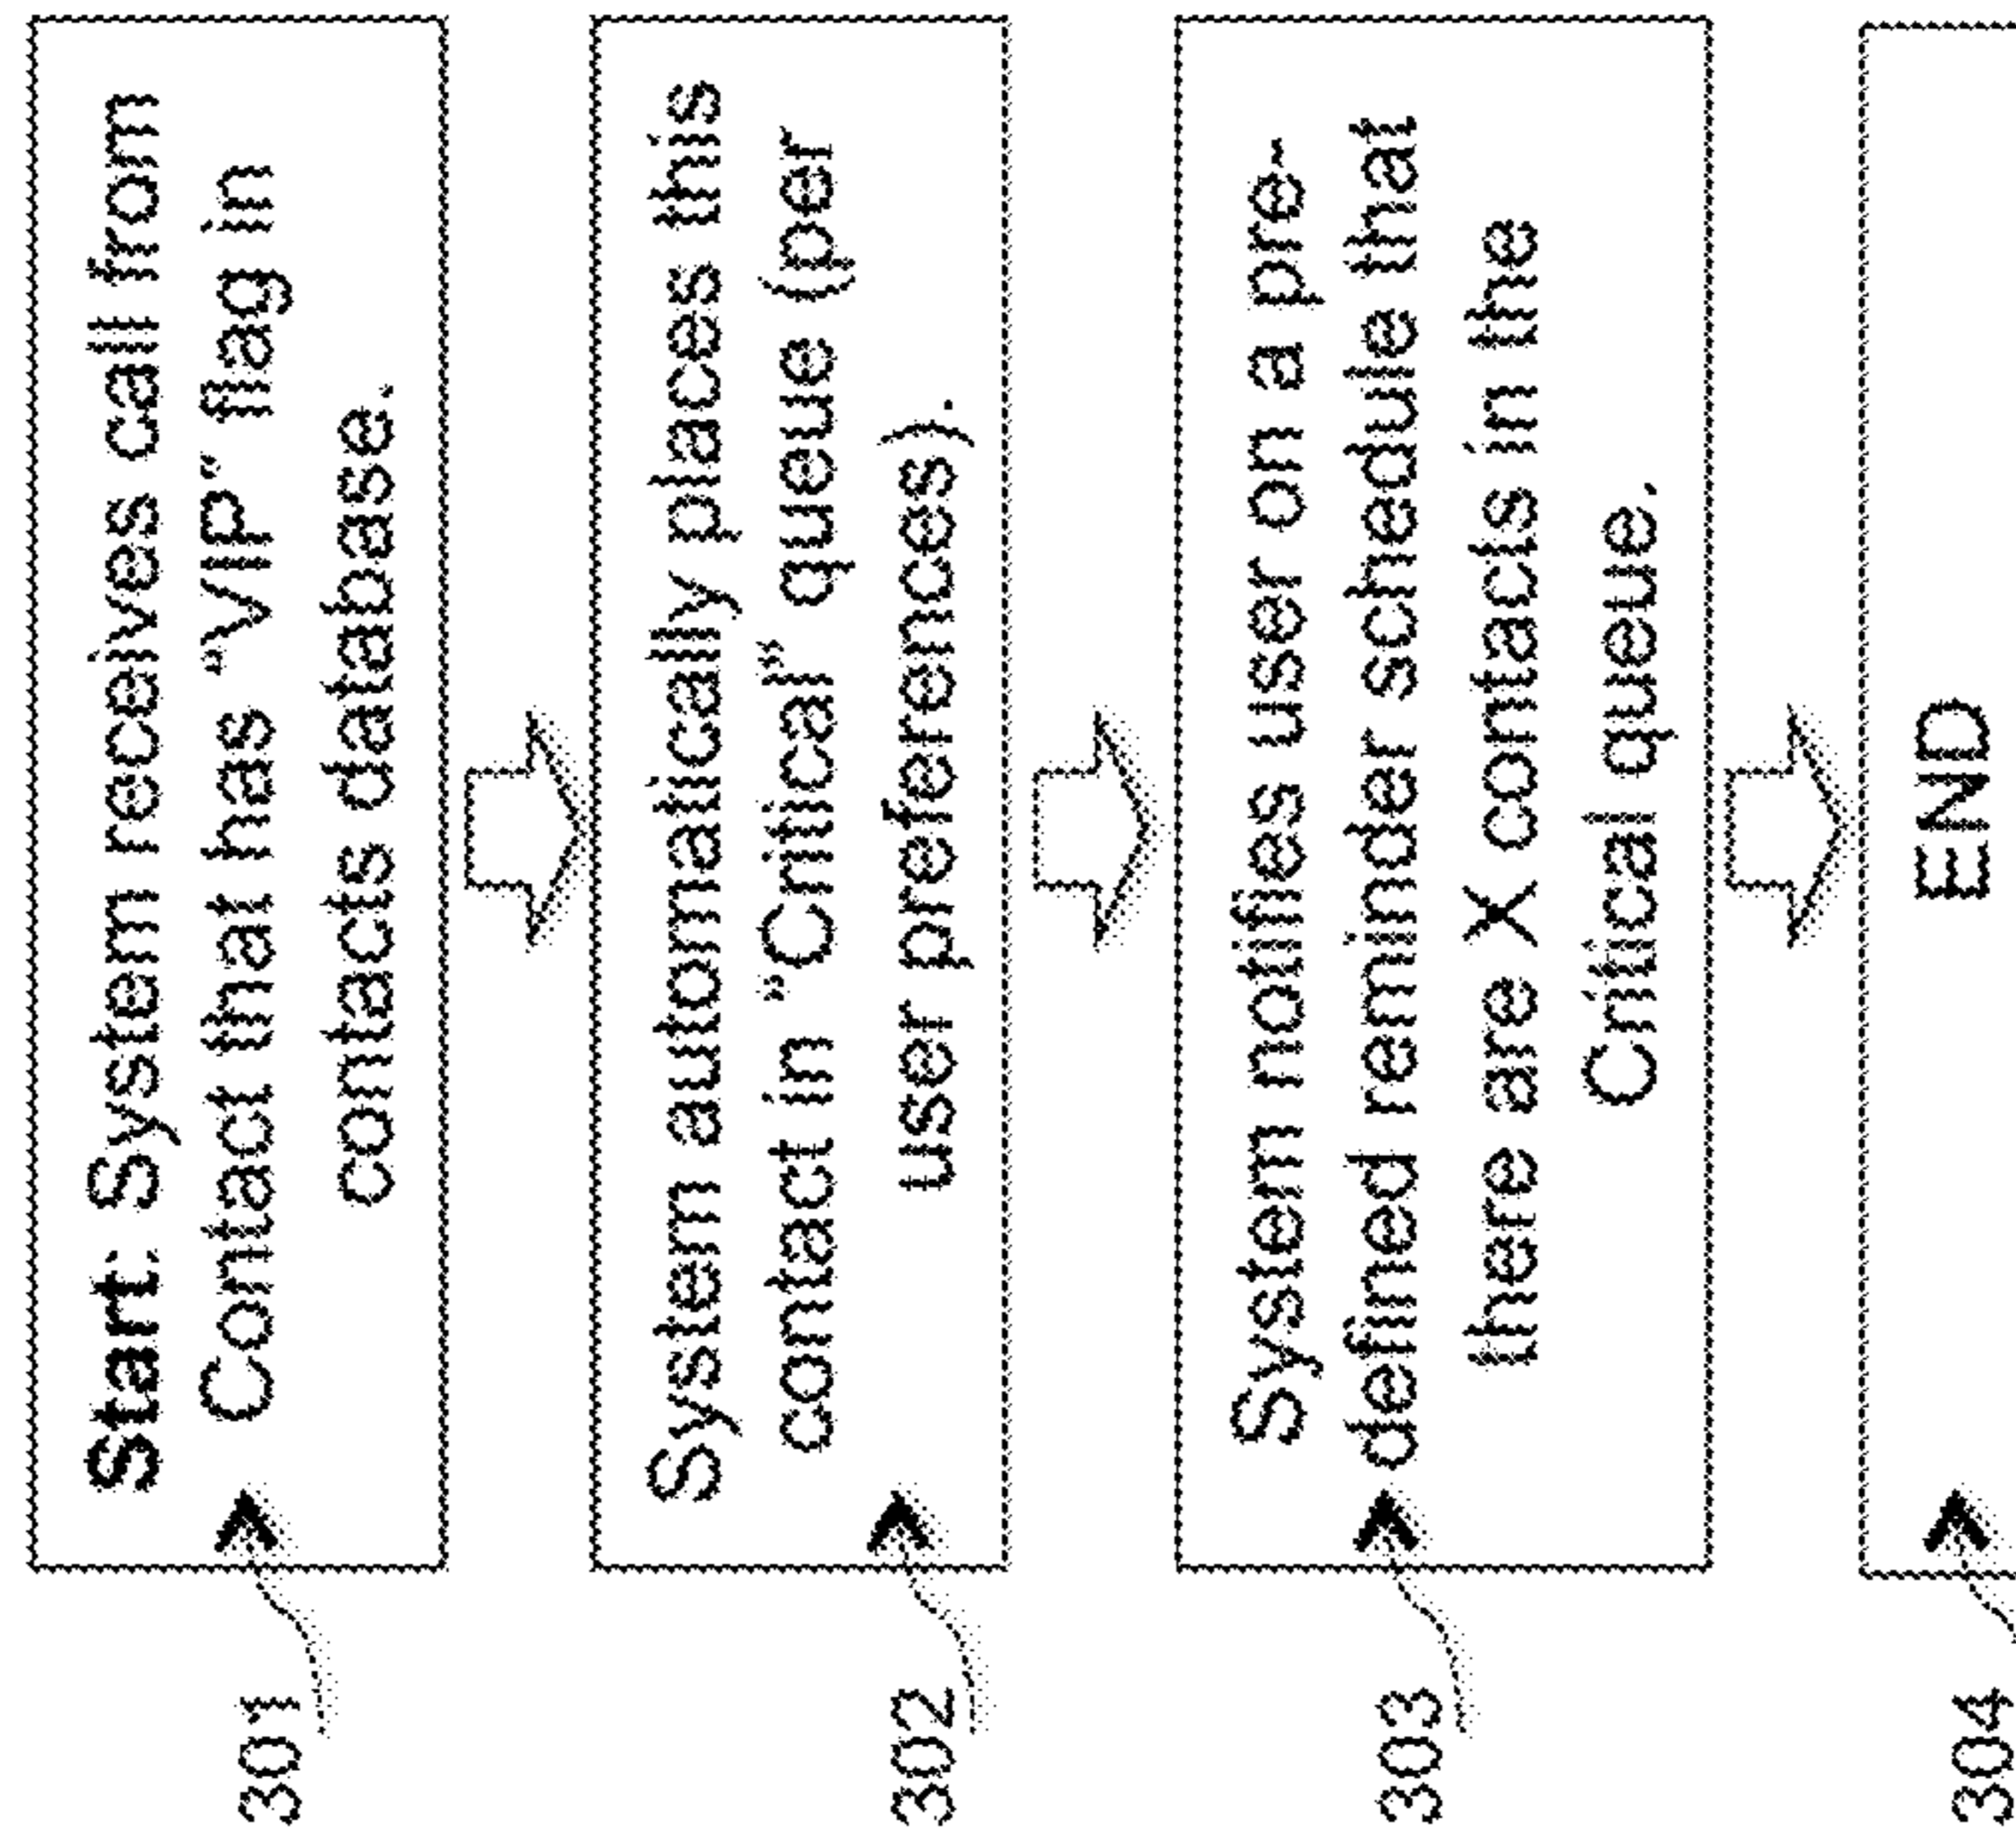 301
Start: System receives call from
Contact that has “VIP” flag in
contacts database.
302
System automatically places this
contact in ”Critical” queue (per
user preferences).
303
System notifies user on a pre-
defined reminder schedule that
there are X contacts in the
Critical queue.
304
END